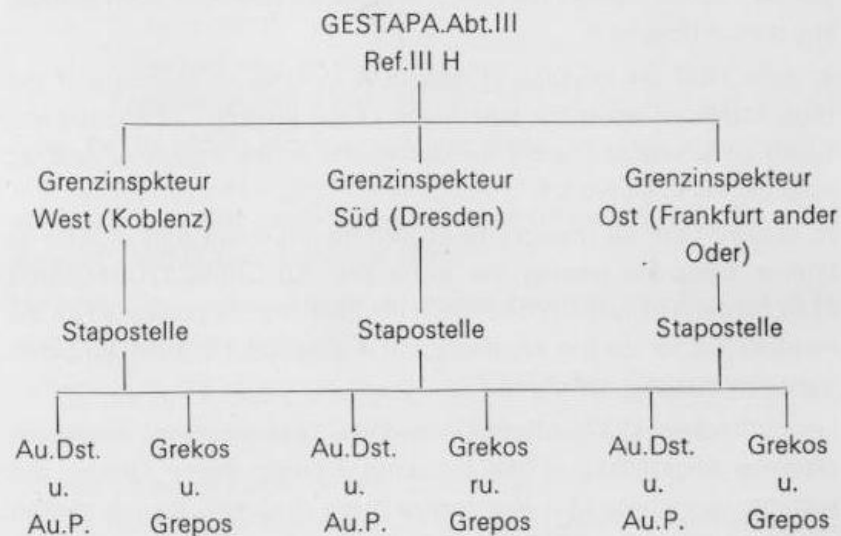 GESTAPA.Abt.III
Ref.III H
Grenzinspkteur
West (Koblenz)
Grenzinspekteur
Süd (Dresden)
Grenzinspekteur
Ost (Frankfurt ander
Oder)
Stapostelle
Stapostelle
Stapostelle
Au.Dst.
u.
Au.P.
Grekos
u.
Grepos
Au.Dst.
u.
Au.P.
Grekos
ru.
Grepos
Au.Dst.
u.
Au.P.
Grekos
u.
Grepos